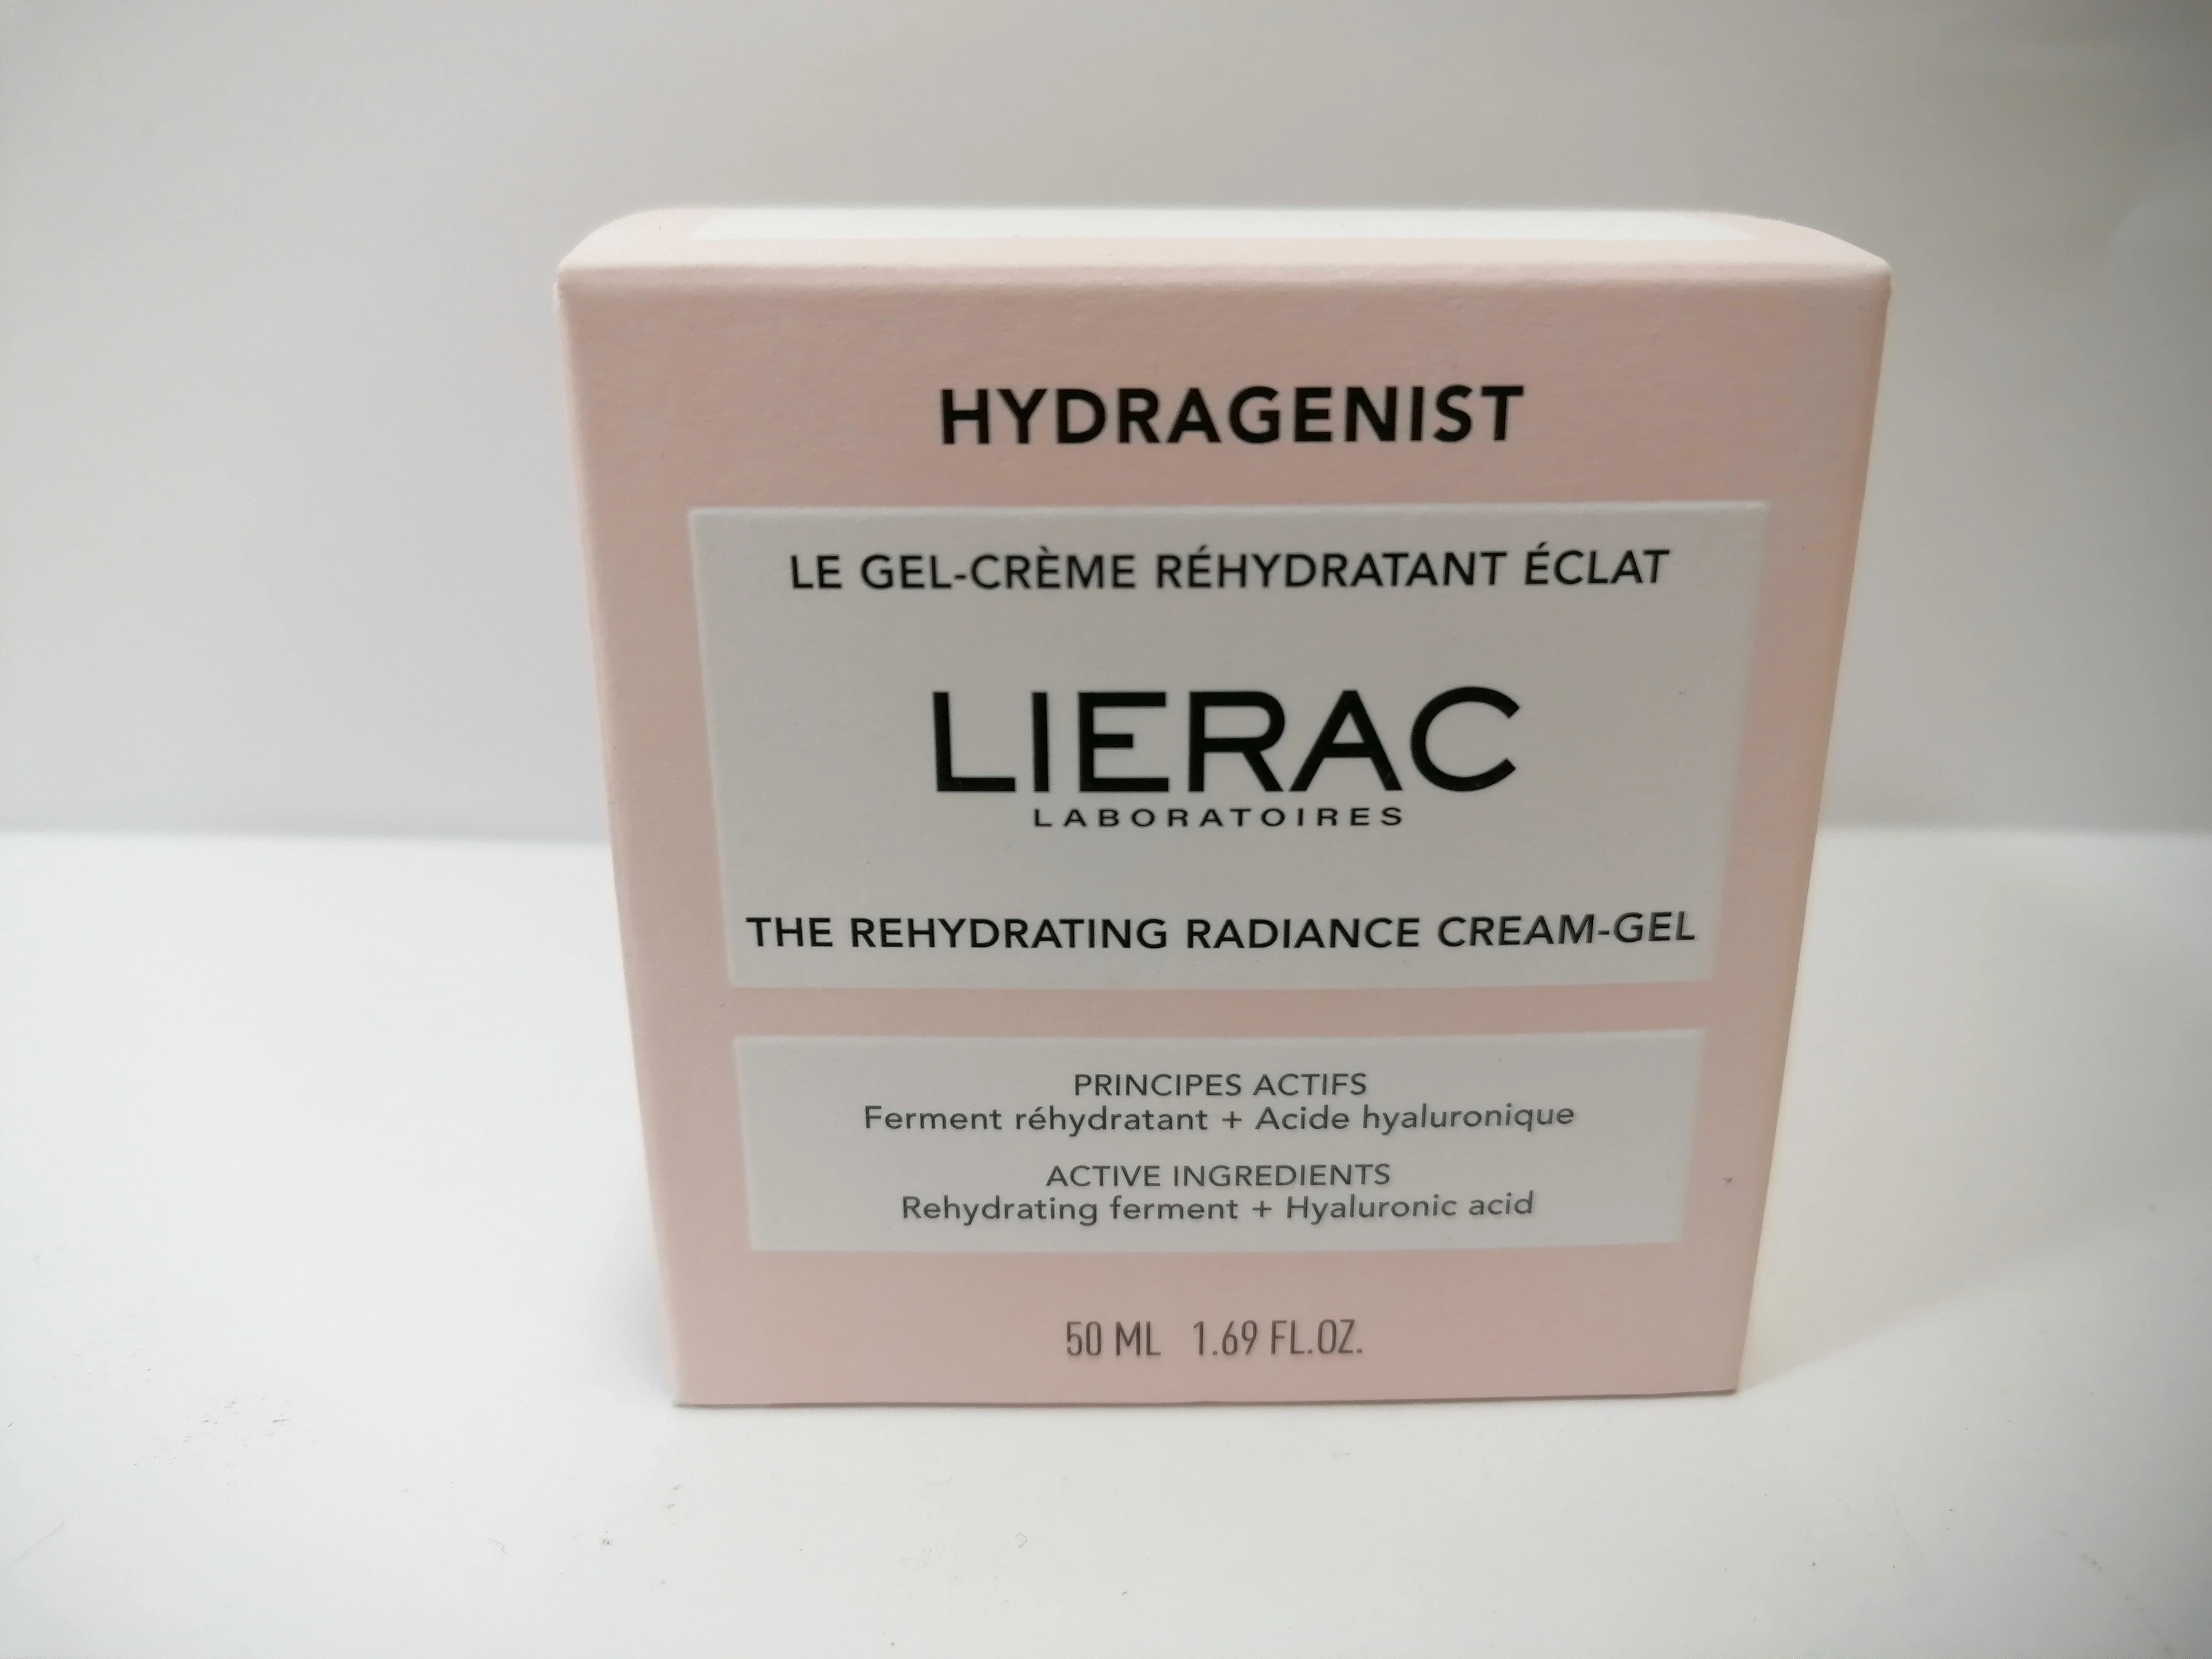 HYDRAGENIST
LE GEL-CRÈME RÉHYDRATANT ÉCLAT
LIERAC
LABORATOIRES
THE REHYDRATING RADIANCE CREAM-GEL
PRINCIPES ACTIFS
Ferment réhydratant + Acide hyaluronique
ACTIVE INGREDIENTS
Rehydrating ferment + Hyaluronic acid
50 ML 1.69 FL.OZ.